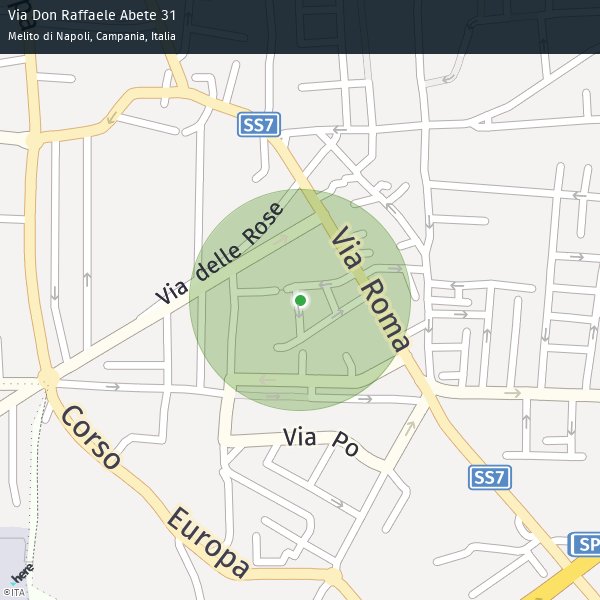 Via Don Raffaele Abete 31
Melito di Napoli, Campania, Italia
SS7
Via delle Rose
Via Roma
Corso Europa
Via Po
SS7
SP
here
©ITA